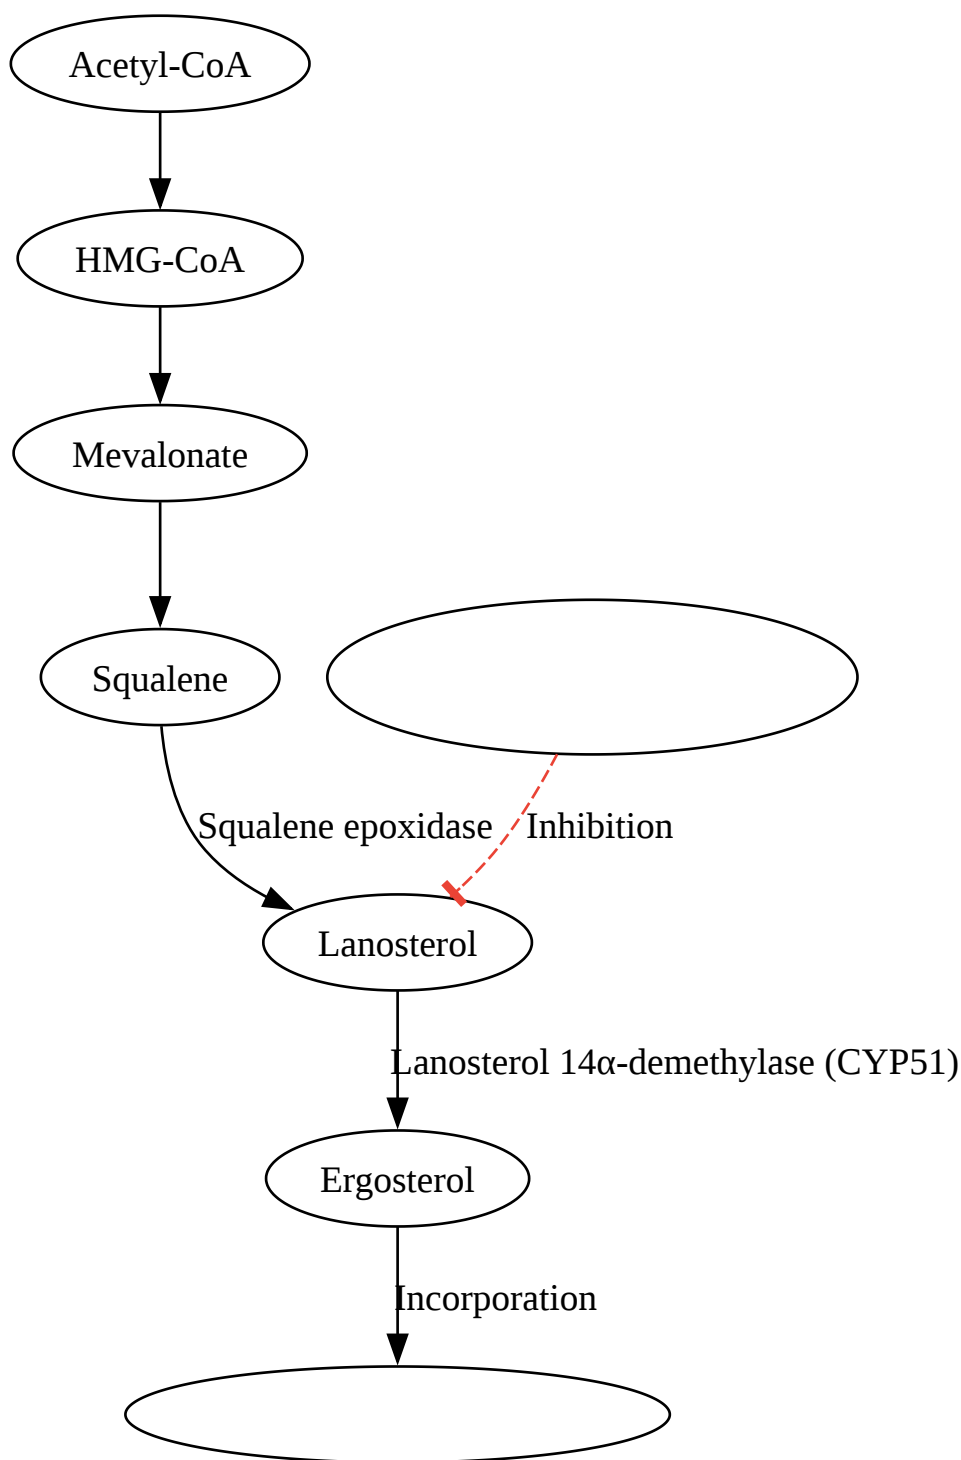 Acetyl-CoA
HMG-CoA
Mevalonate
Squalene
Squalene epoxidase
Inhibition
Lanosterol
Lanosterol 14α-demethylase (CYP51)
Ergosterol
Incorporation